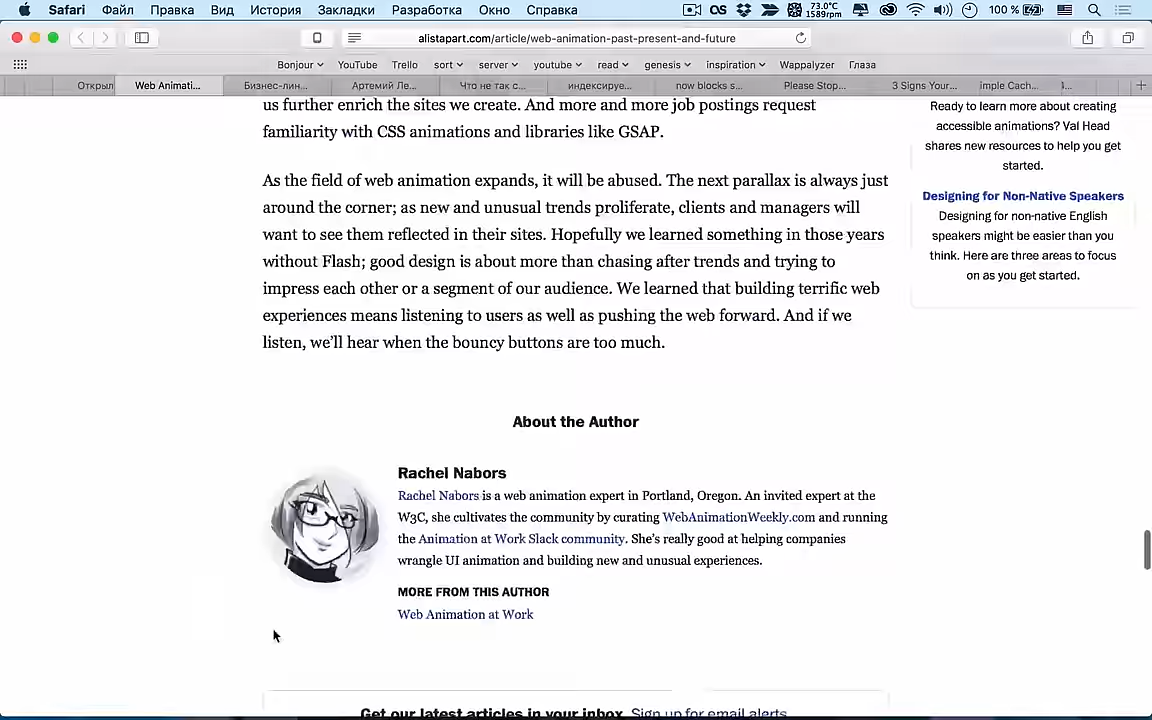 Safari Файл Правка Вид История Закладки Разработка Окно Справка OS 73.0°C 1589rpm 100 %
alistapart.com/article/web-animation-past-present-and-future
Bonjour YouTube Trello sort server youtube read genesis inspiration Wappalyzer Глаза
Открыл Web Animati... Бизнес-лин... Артемий Ле... Что не так с... индексируе... now blocks s... Please Stop... 3 Signs Your... imple Cach...
us further enrich the sites we create. And more and more job postings request
familiarity with CSS animations and libraries like GSAP.
As the field of web animation expands, it will be abused. The next parallax is always just
around the corner; as new and unusual trends proliferate, clients and managers will
want to see them reflected in their sites. Hopefully we learned something in those years
without Flash; good design is about more than chasing after trends and trying to
impress each other or a segment of our audience. We learned that building terrific web
experiences means listening to users as well as pushing the web forward. And if we
listen, we’ll hear when the bouncy buttons are too much.
Ready to learn more about creating
accessible animations? Val Head
shares new resources to help you get
started.
Designing for Non-Native Speakers
Designing for non-native English
speakers might be easier than you
think. Here are three areas to focus
on as you get started.
About the Author
Rachel Nabors
Rachel Nabors is a web animation expert in Portland, Oregon. An invited expert at the
W3C, she cultivates the community by curating WebAnimationWeekly.com and running
the Animation at Work Slack community. She’s really good at helping companies
wrangle UI animation and building new and unusual experiences.
MORE FROM THIS AUTHOR
Web Animation at Work
Get our latest articles in your inbox. Sign up for email alerts.